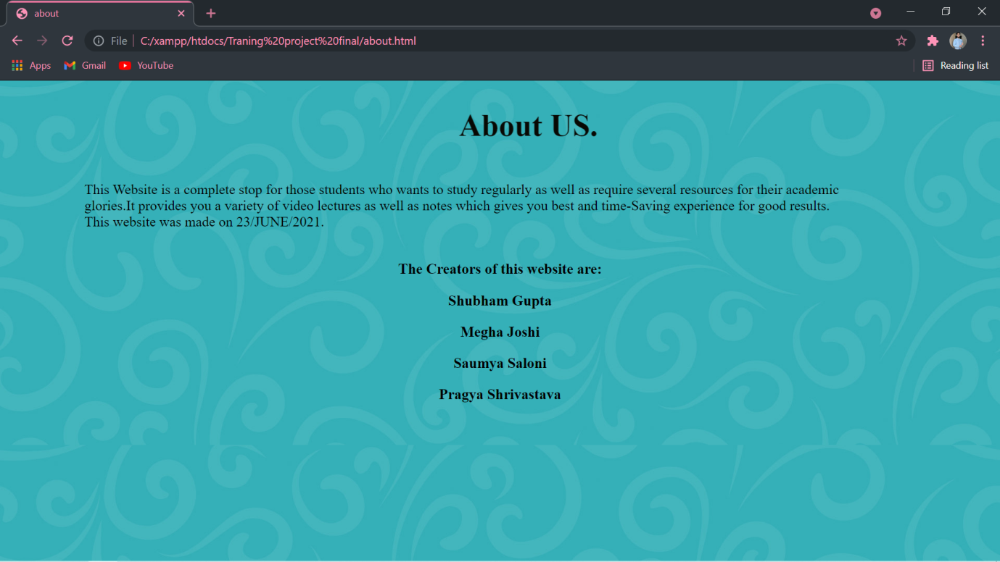 about
File C:/xampp/htdocs/Traning%20project%20final/about.html
Apps Gmail YouTube Reading list
About US.
This Website is a complete stop for those students who wants to study regularly as well as require several resources for their academic
glories.It provides you a variety of video lectures as well as notes which gives you best and time-Saving experience for good results.
This website was made on 23/JUNE/2021.
The Creators of this website are:
Shubham Gupta
Megha Joshi
Saumya Saloni
Pragya Shrivastava